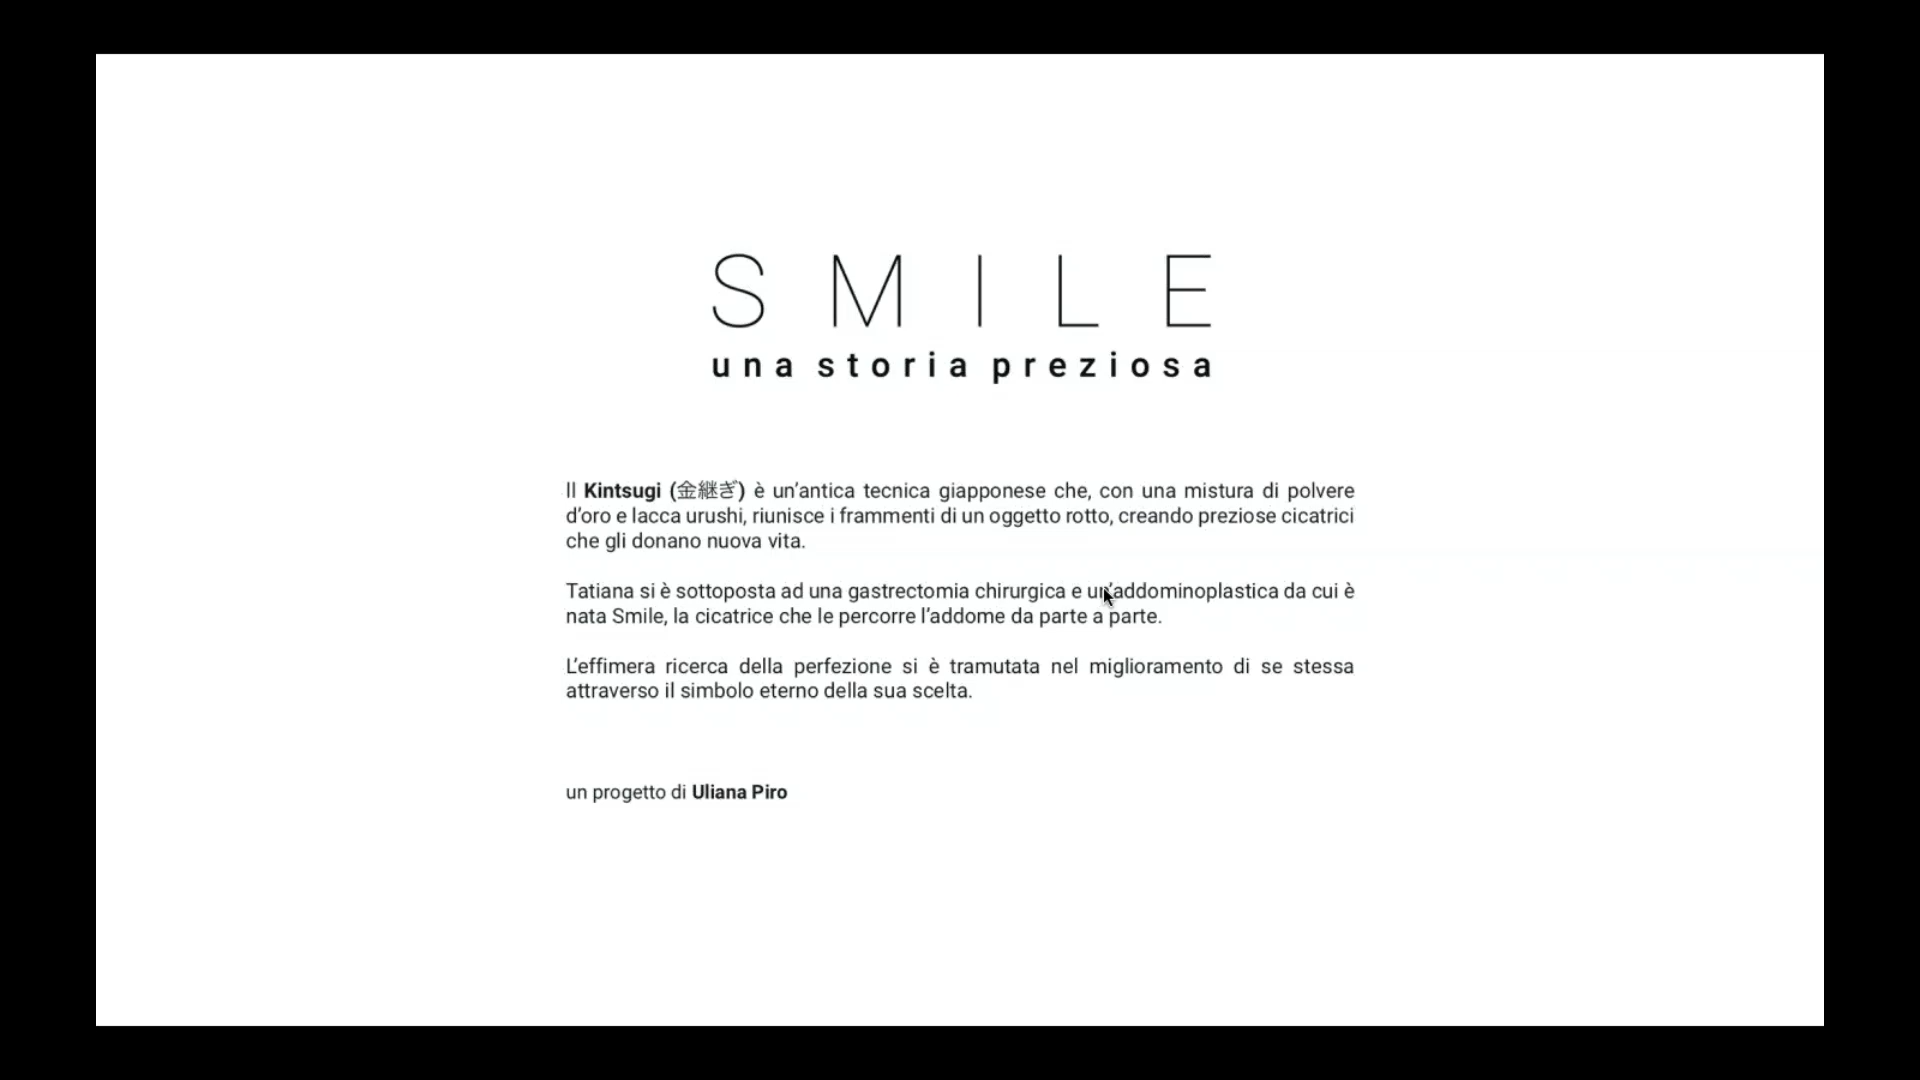 SMILE
una storia preziosa
Il Kintsugi (金継ぎ) è un’antica tecnica giapponese che, con una mistura di polvere
d’oro e lacca urushi, riunisce i frammenti di un oggetto rotto, creando preziose cicatrici
che gli donano nuova vita.
Tatiana si è sottoposta ad una gastrectomia chirurgica e un’addominoplastica da cui è
nata Smile, la cicatrice che le percorre l’addome da parte a parte.
L’effimera ricerca della perfezione si è tramutata nel miglioramento di se stessa
attraverso il simbolo eterno della sua scelta.
un progetto di Uliana Piro